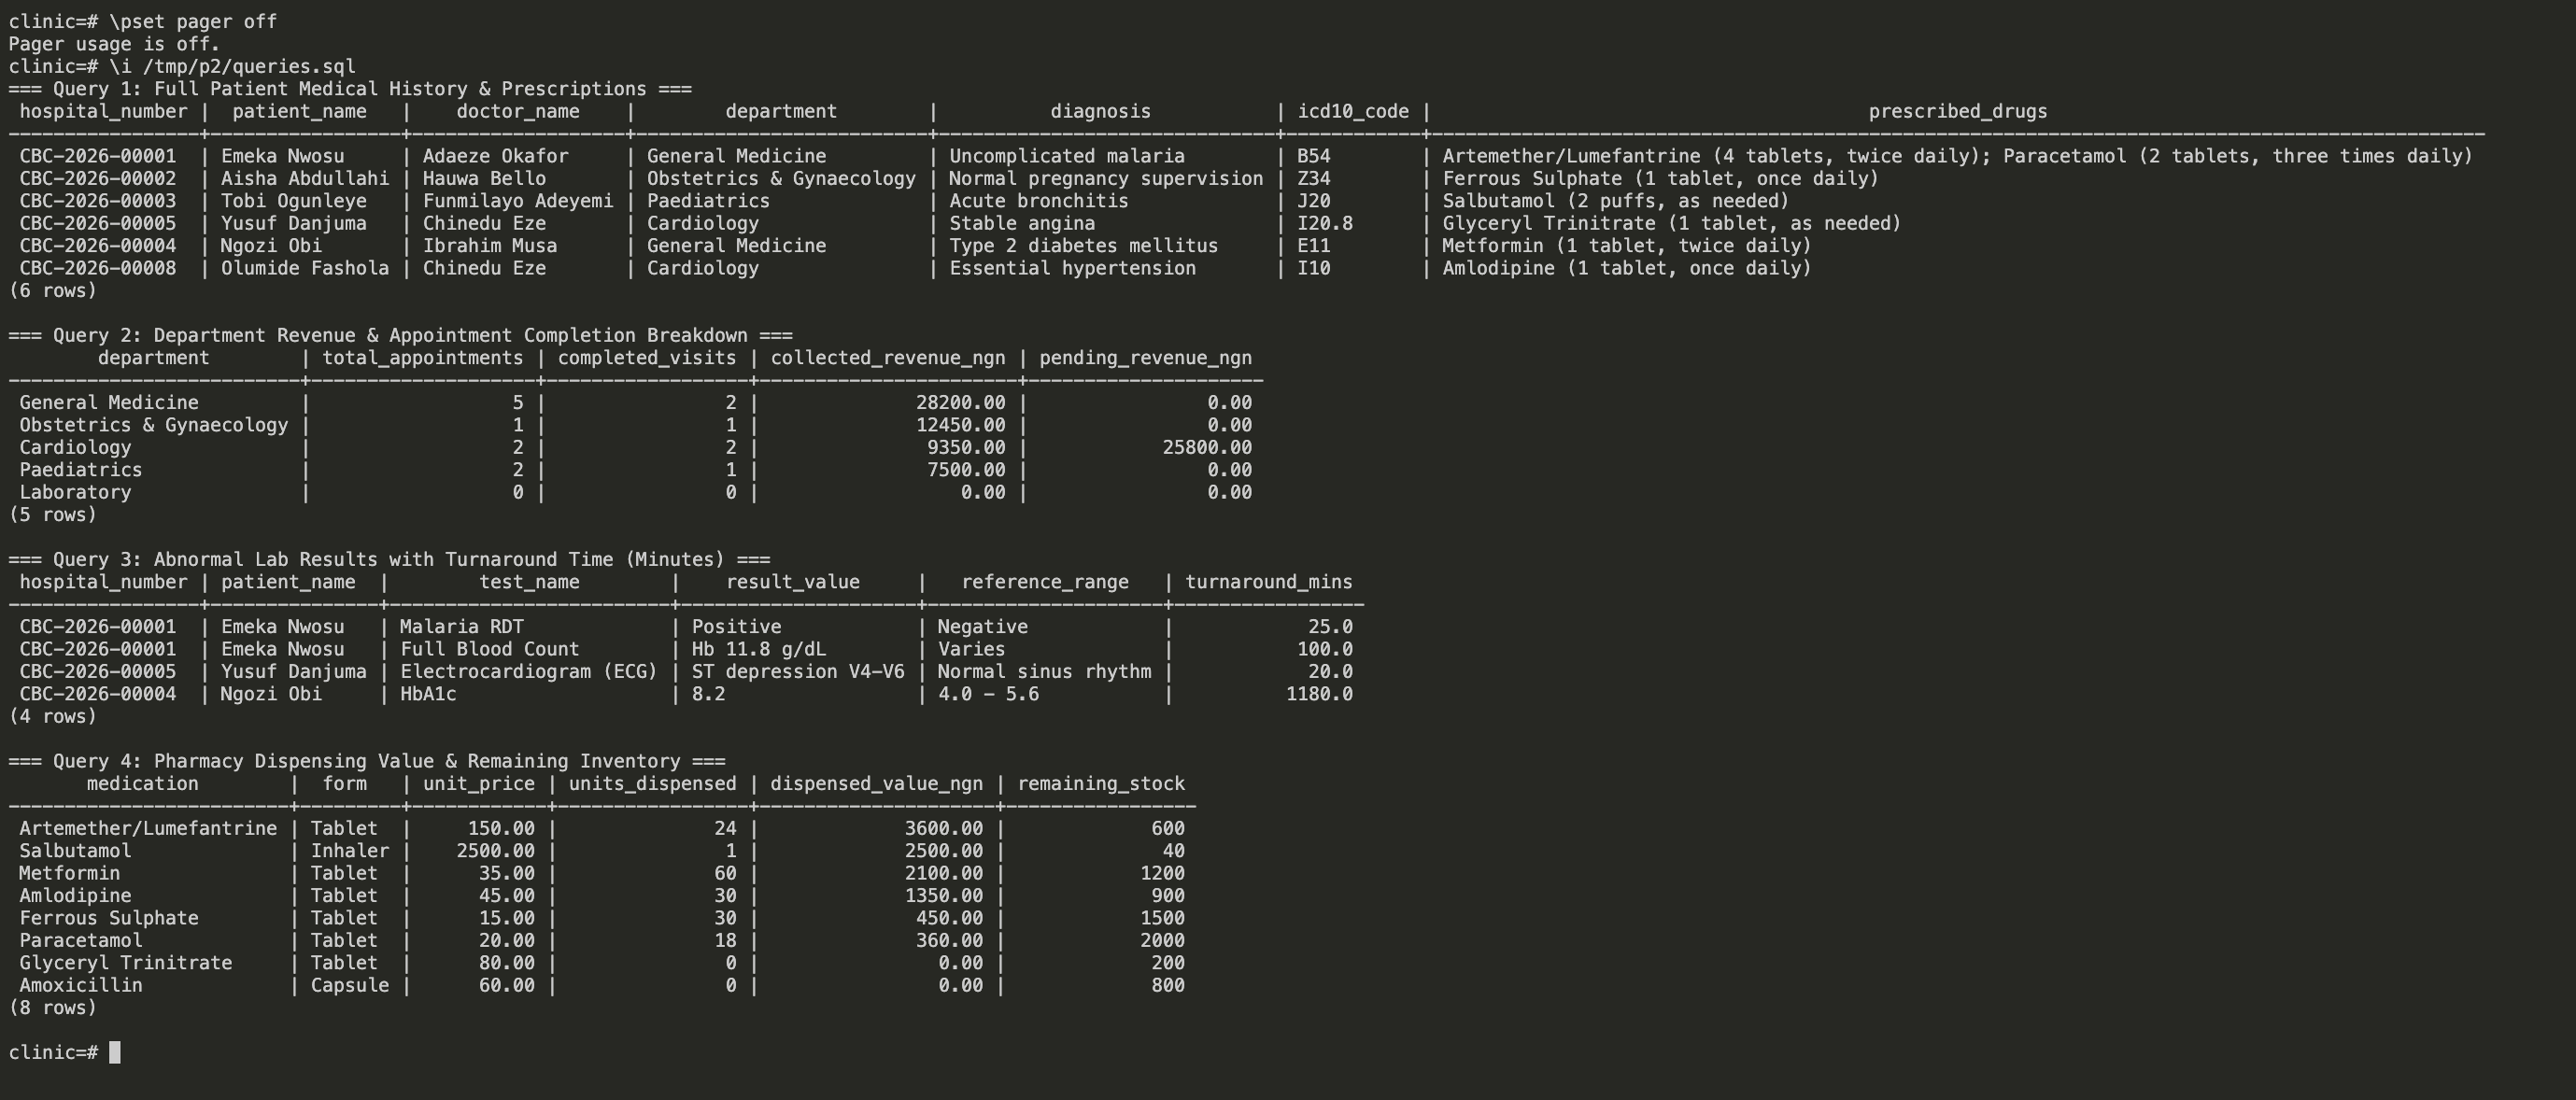 clinic=# \pset pager off
Pager usage is off.
clinic=# \i /tmp/p2/queries.sql
=== Query 1: Full Patient Medical History & Prescriptions ===
 hospital_number |  patient_name   |    doctor_name    |        department         |          diagnosis           | icd10_code |                                        prescribed_drugs
-----------------+-----------------+-------------------+---------------------------+------------------------------+------------+-----------------------------------------------------------------------------------------------
 CBC-2026-00001  | Emeka Nwosu     | Adaeze Okafor     | General Medicine          | Uncomplicated malaria        | B54        | Artemether/Lumefantrine (4 tablets, twice daily); Paracetamol (2 tablets, three times daily)
 CBC-2026-00002  | Aisha Abdullahi | Hauwa Bello       | Obstetrics & Gynaecology  | Normal pregnancy supervision | Z34        | Ferrous Sulphate (1 tablet, once daily)
 CBC-2026-00003  | Tobi Ogunleye   | Funmilayo Adeyemi | Paediatrics               | Acute bronchitis             | J20        | Salbutamol (2 puffs, as needed)
 CBC-2026-00005  | Yusuf Danjuma   | Chinedu Eze       | Cardiology                | Stable angina                | I20.8      | Glyceryl Trinitrate (1 tablet, as needed)
 CBC-2026-00004  | Ngozi Obi       | Ibrahim Musa      | General Medicine          | Type 2 diabetes mellitus     | E11        | Metformin (1 tablet, twice daily)
 CBC-2026-00008  | Olumide Fashola | Chinedu Eze       | Cardiology                | Essential hypertension       | I10        | Amlodipine (1 tablet, once daily)
(6 rows)

=== Query 2: Department Revenue & Appointment Completion Breakdown ===
        department        | total_appointments | completed_visits | collected_revenue_ngn | pending_revenue_ngn
--------------------------+--------------------+------------------+-----------------------+---------------------
 General Medicine         |                  5 |                2 |              28200.00 |                0.00
 Obstetrics & Gynaecology |                  1 |                1 |              12450.00 |                0.00
 Cardiology               |                  2 |                2 |               9350.00 |            25800.00
 Paediatrics              |                  2 |                1 |               7500.00 |                0.00
 Laboratory               |                  0 |                0 |                  0.00 |                0.00
(5 rows)

=== Query 3: Abnormal Lab Results with Turnaround Time (Minutes) ===
 hospital_number | patient_name  |        test_name        |     result_value     |   reference_range   | turnaround_mins
-----------------+---------------+-------------------------+----------------------+---------------------+-----------------
 CBC-2026-00001  | Emeka Nwosu   | Malaria RDT             | Positive             | Negative            |            25.0
 CBC-2026-00001  | Emeka Nwosu   | Full Blood Count        | Hb 11.8 g/dL         | Varies              |           100.0
 CBC-2026-00005  | Yusuf Danjuma | Electrocardiogram (ECG) | ST depression V4-V6  | Normal sinus rhythm |            20.0
 CBC-2026-00004  | Ngozi Obi     | HbA1c                   | 8.2                  | 4.0 - 5.6           |          1180.0
(4 rows)

=== Query 4: Pharmacy Dispensing Value & Remaining Inventory ===
       medication        |  form   | unit_price | units_dispensed | dispensed_value_ngn | remaining_stock
-------------------------+---------+------------+-----------------+---------------------+-----------------
 Artemether/Lumefantrine | Tablet  |     150.00 |              24 |             3600.00 |             600
 Salbutamol              | Inhaler |    2500.00 |               1 |             2500.00 |              40
 Metformin               | Tablet  |      35.00 |              60 |             2100.00 |            1200
 Amlodipine              | Tablet  |      45.00 |              30 |             1350.00 |             900
 Ferrous Sulphate        | Tablet  |      15.00 |              30 |              450.00 |            1500
 Paracetamol             | Tablet  |      20.00 |              18 |              360.00 |            2000
 Glyceryl Trinitrate     | Tablet  |      80.00 |               0 |                0.00 |             200
 Amoxicillin             | Capsule |      60.00 |               0 |                0.00 |             800
(8 rows)

clinic=#